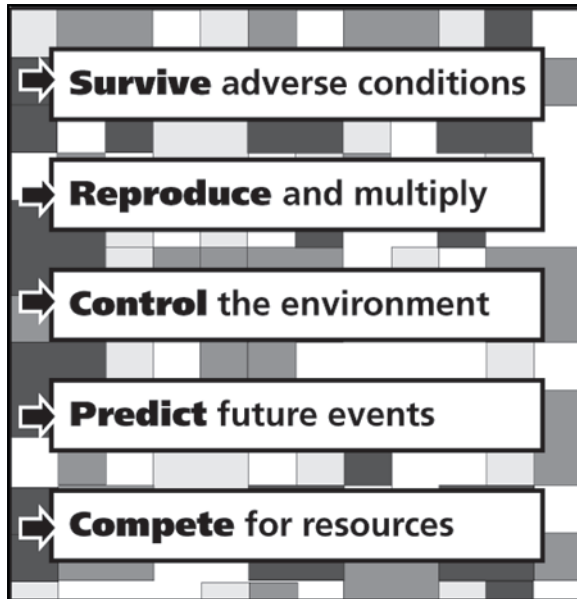 Survive adverse conditions
Reproduce and multiply
Control the environment
Predict future events
Compete for resources